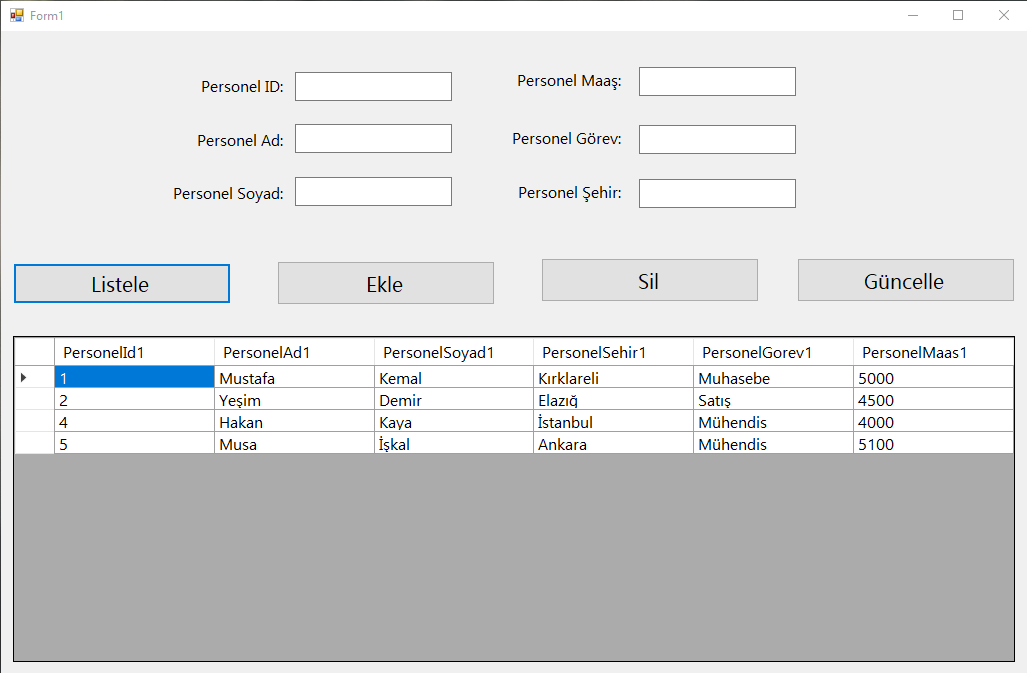 Form1
Personel ID:
Personel Maaş:
Personel Ad:
Personel Görev:
Personel Soyad:
Personel Şehir:
Listele Ekle Sil Güncelle
PersonelId1 PersonelAd1 PersonelSoyad1 PersonelSehir1 PersonelGorev1 PersonelMaas1
1 Mustafa Kemal Kırklareli Muhasebe 5000
2 Yeşim Demir Elazığ Satış 4500
4 Hakan Kaya İstanbul Mühendis 4000
5 Musa İşkal Ankara Mühendis 5100